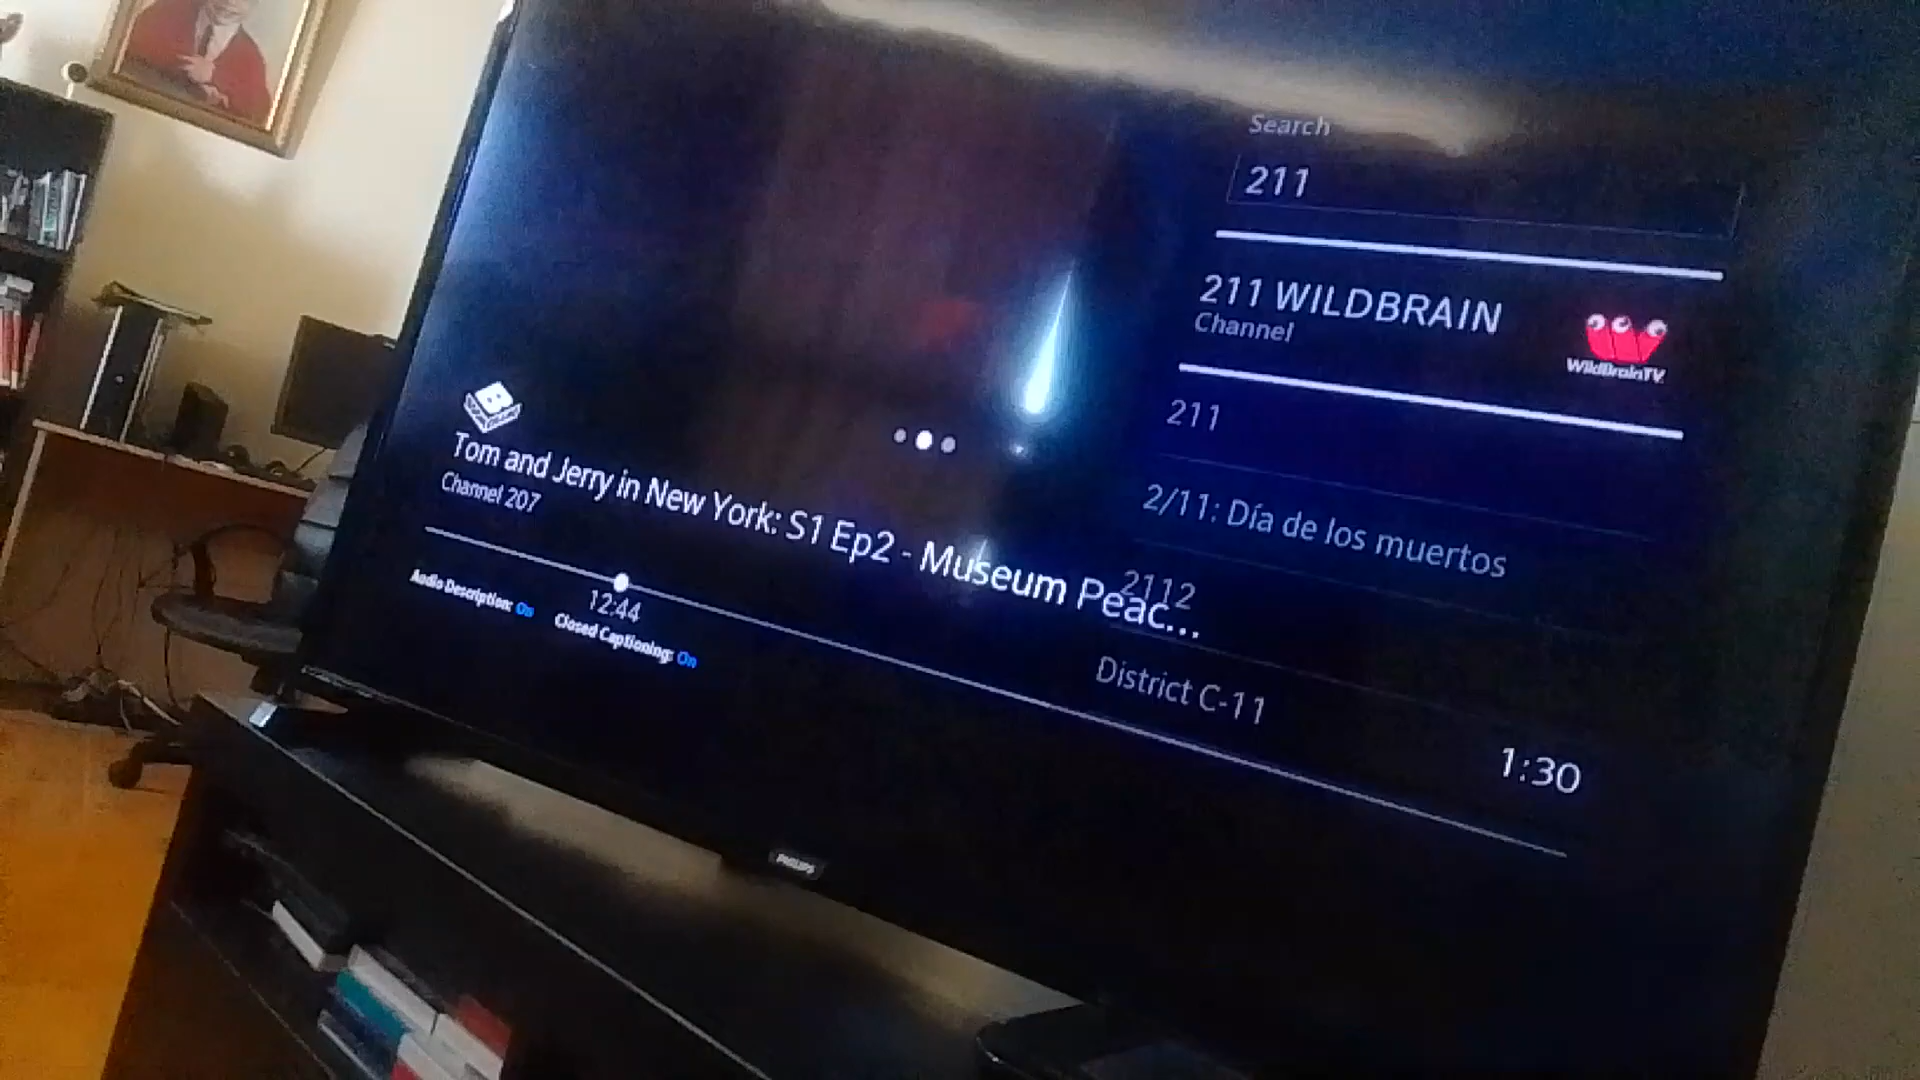 Search
211
211 WILDBRAIN
Channel
WildBrainTV
211
2/11: Día de los muertos
2112
District C-11
Tom and Jerry in New York: S1 Ep2 - Museum Peac...
Channel 207
12:44
1:30
Audio Description: On
Closed Captioning: On
PHILIPS